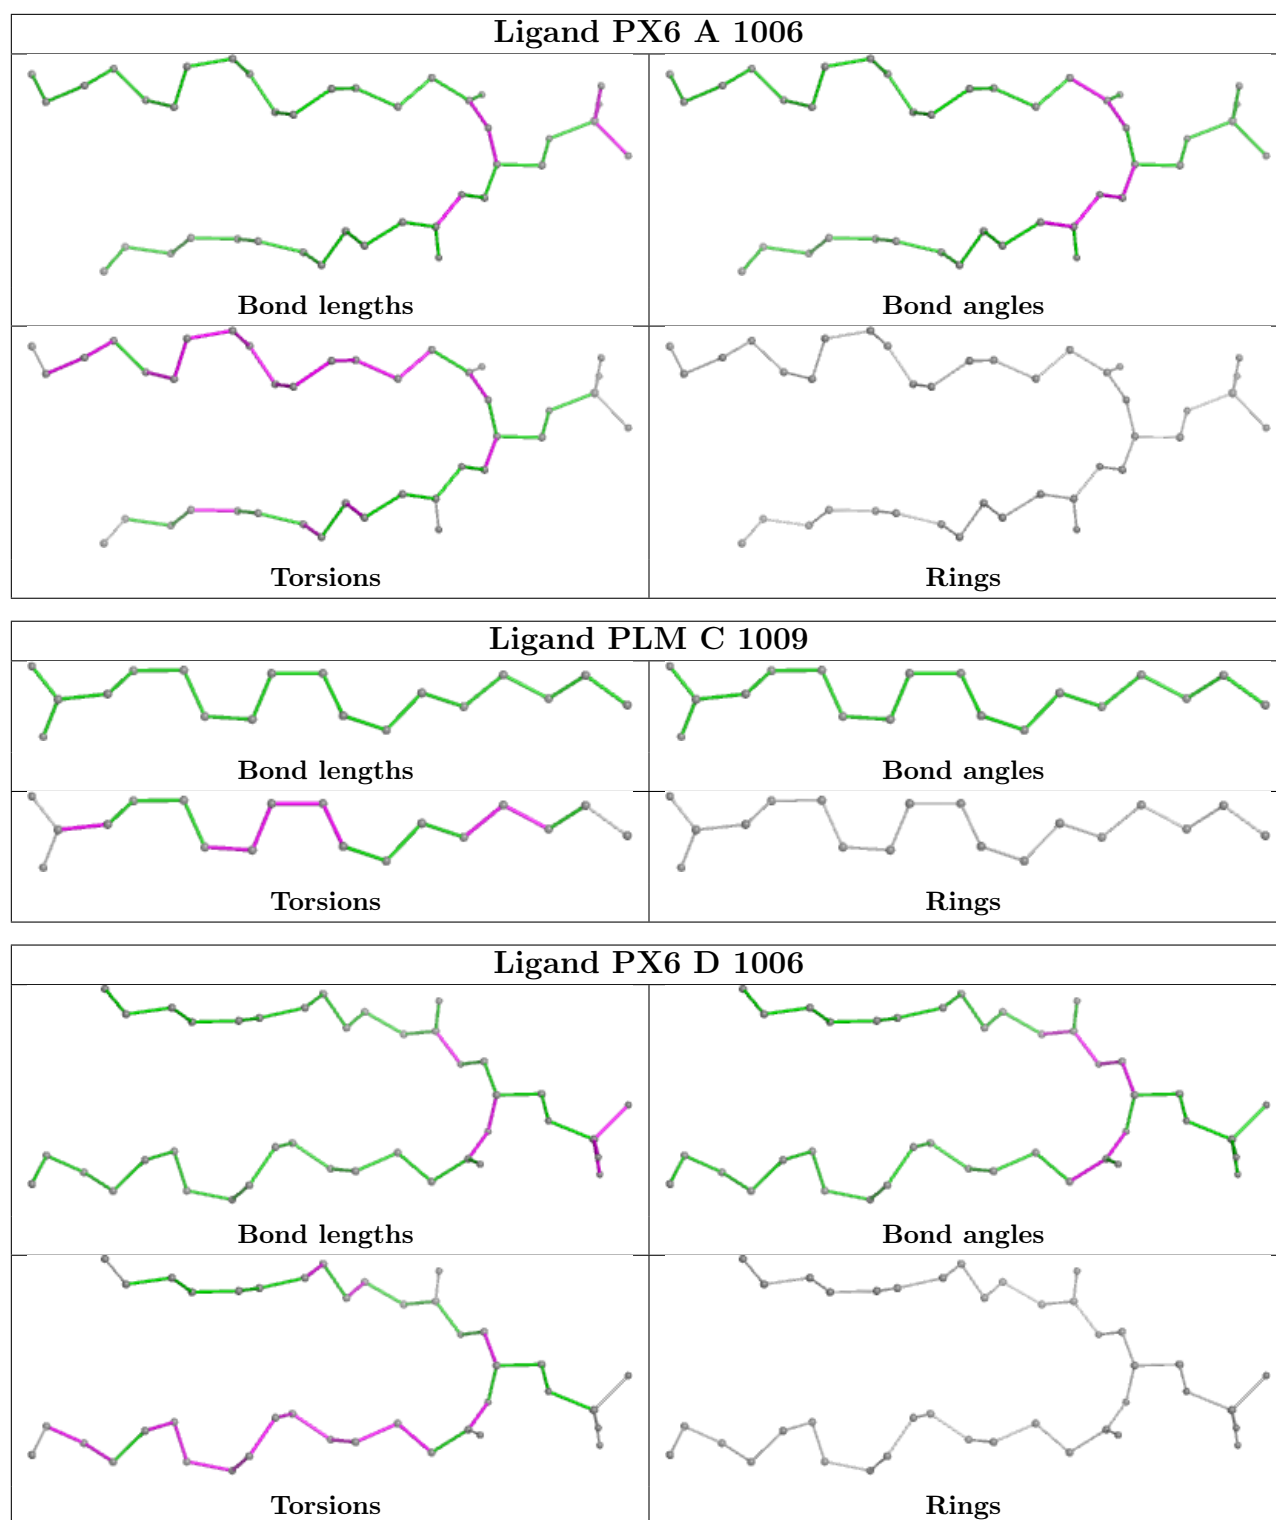 Ligand PX6 A 1006
Bond lengths
Bond angles
Torsions
Rings
Ligand PLM C 1009
Bond lengths
Bond angles
Torsions
Rings
Ligand PX6 D 1006
Bond lengths
Bond angles
Torsions
Rings